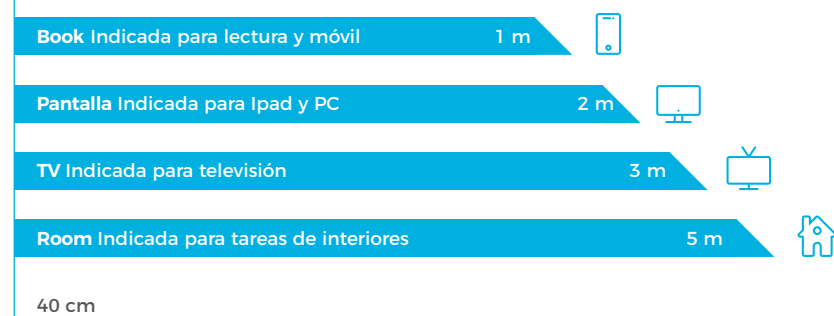 Book Indicada para lectura y móvil 1 m
Pantalla Indicada para Ipad y PC 2 m
TV Indicada para televisión 3 m
Room Indicada para tareas de interiores 5 m
40 cm